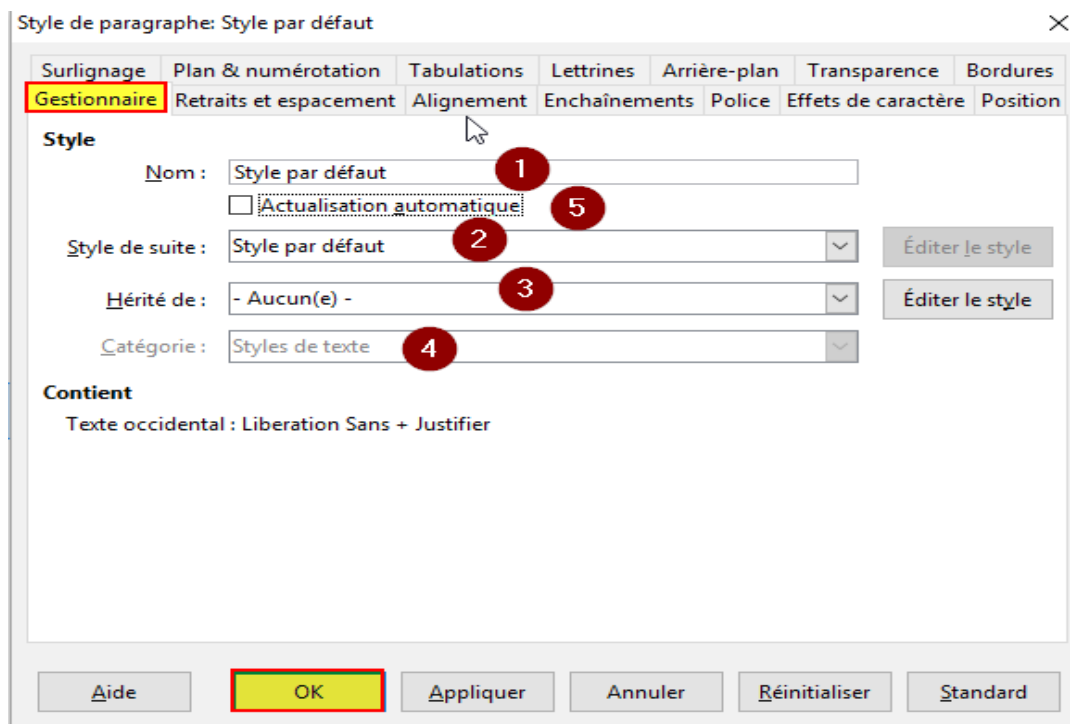 Style de paragraphe: Style par défaut
Surlignage Plan & numérotation Tabulations Lettrines Arrière-plan Transparence Bordures
Gestionnaire Retraits et espacement Alignement Enchaînements Police Effets de caractère Position
Style
Nom : Style par défaut 1
Actualisation automatique 5
Style de suite : Style par défaut 2 Éditer le style
Hérité de : - Aucun(e) - 3 Éditer le style
Catégorie : Styles de texte 4
Contient
Texte occidental : Liberation Sans + Justifier
Aide OK Appliquer Annuler Réinitialiser Standard